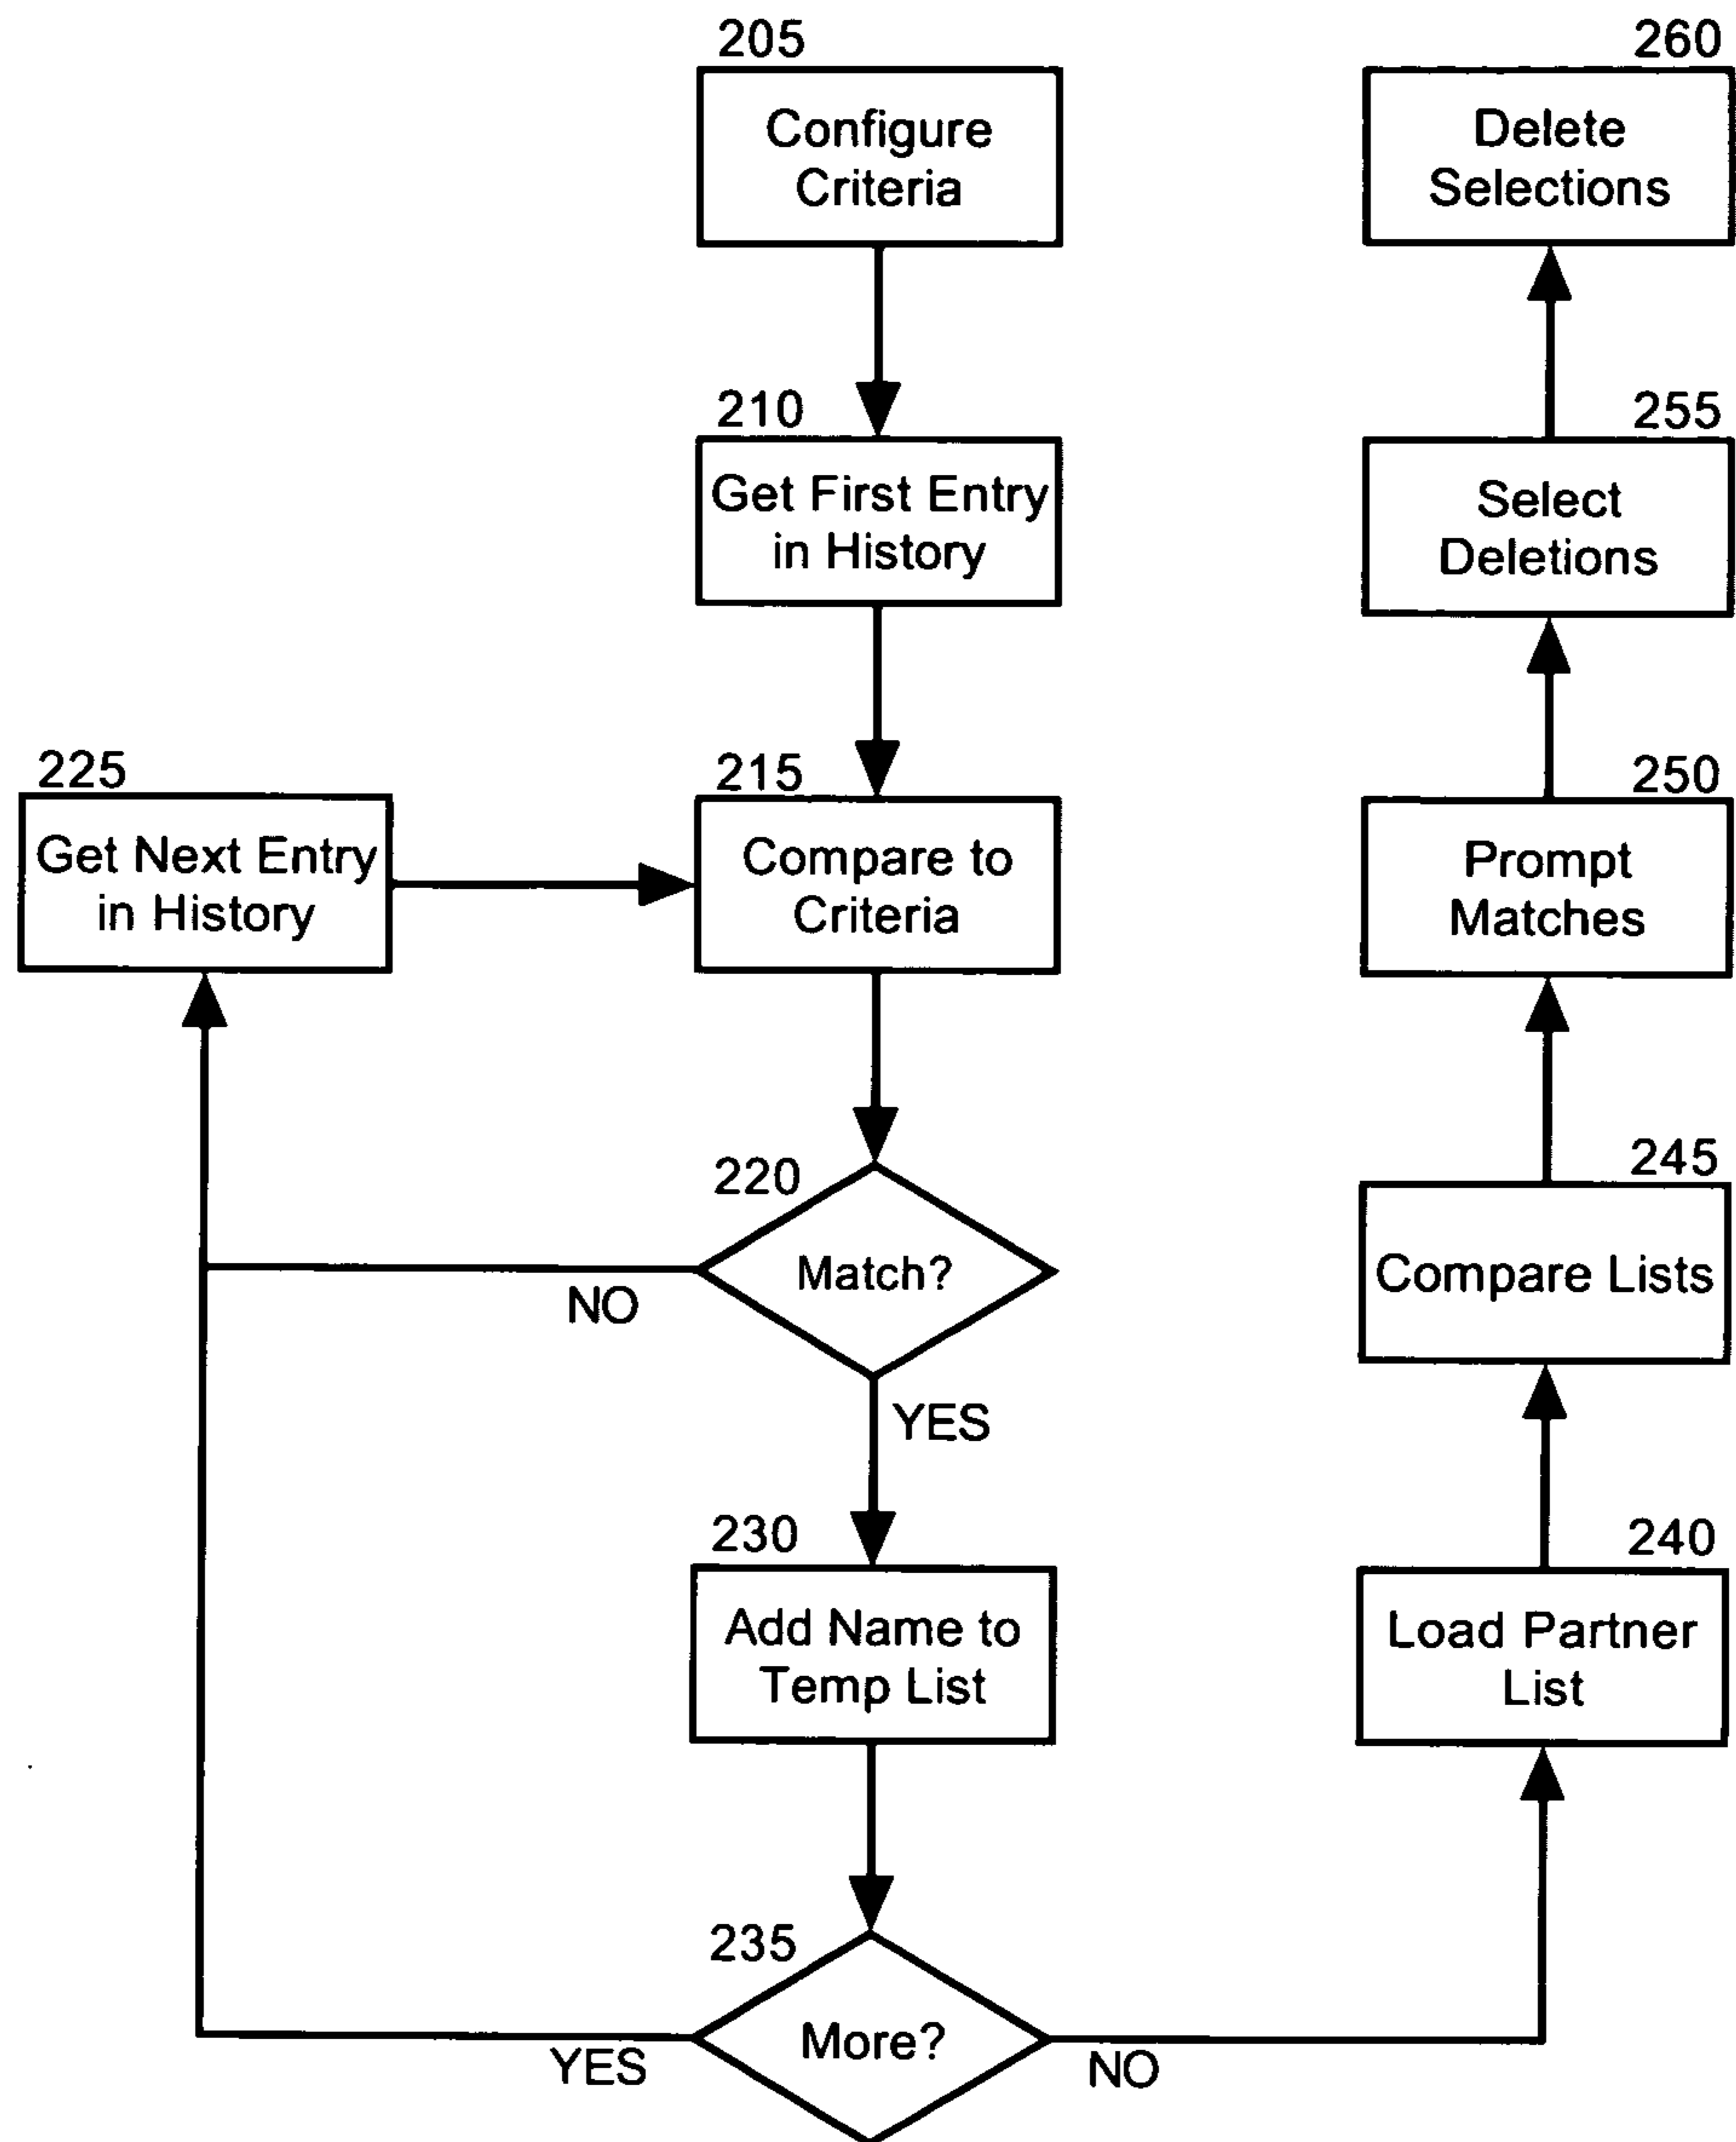 205
Configure
Criteria
210
Get First Entry
in History
225
Get Next Entry
in History
215
Compare to
Criteria
220
Match?
NO
YES
230
Add Name to
Temp List
235
More?
YES
NO
240
Load Partner
List
245
Compare Lists
250
Prompt
Matches
255
Select
Deletions
260
Delete
Selections